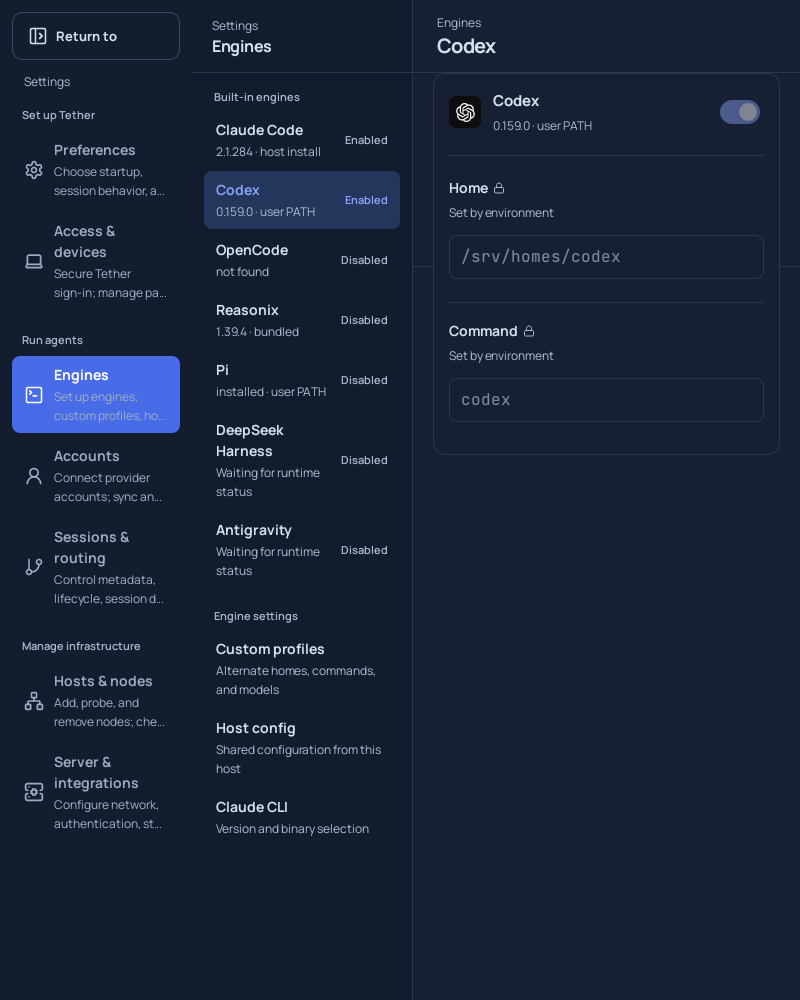 Return to
Settings
Set up Tether
Preferences
Choose startup,
session behavior, a...
Access &
devices
Secure Tether
sign-in; manage pa...
Run agents
Engines
Set up engines,
custom profiles, ho...
Accounts
Connect provider
accounts; sync an...
Sessions &
routing
Control metadata,
lifecycle, session d...
Manage infrastructure
Hosts & nodes
Add, probe, and
remove nodes; che...
Server &
integrations
Configure network,
authentication, st...
Settings
Engines
Built-in engines
Claude Code
2.1.284 · host install
Enabled
Codex
0.159.0 · user PATH
Enabled
OpenCode
not found
Disabled
Reasonix
1.39.4 · bundled
Disabled
Pi
installed · user PATH
Disabled
DeepSeek
Harness
Waiting for runtime
status
Disabled
Antigravity
Waiting for runtime
status
Disabled
Engine settings
Custom profiles
Alternate homes, commands,
and models
Host config
Shared configuration from this
host
Claude CLI
Version and binary selection
Engines
Codex
Codex
0.159.0 · user PATH
Home
Set by environment
/srv/homes/codex
Command
Set by environment
codex